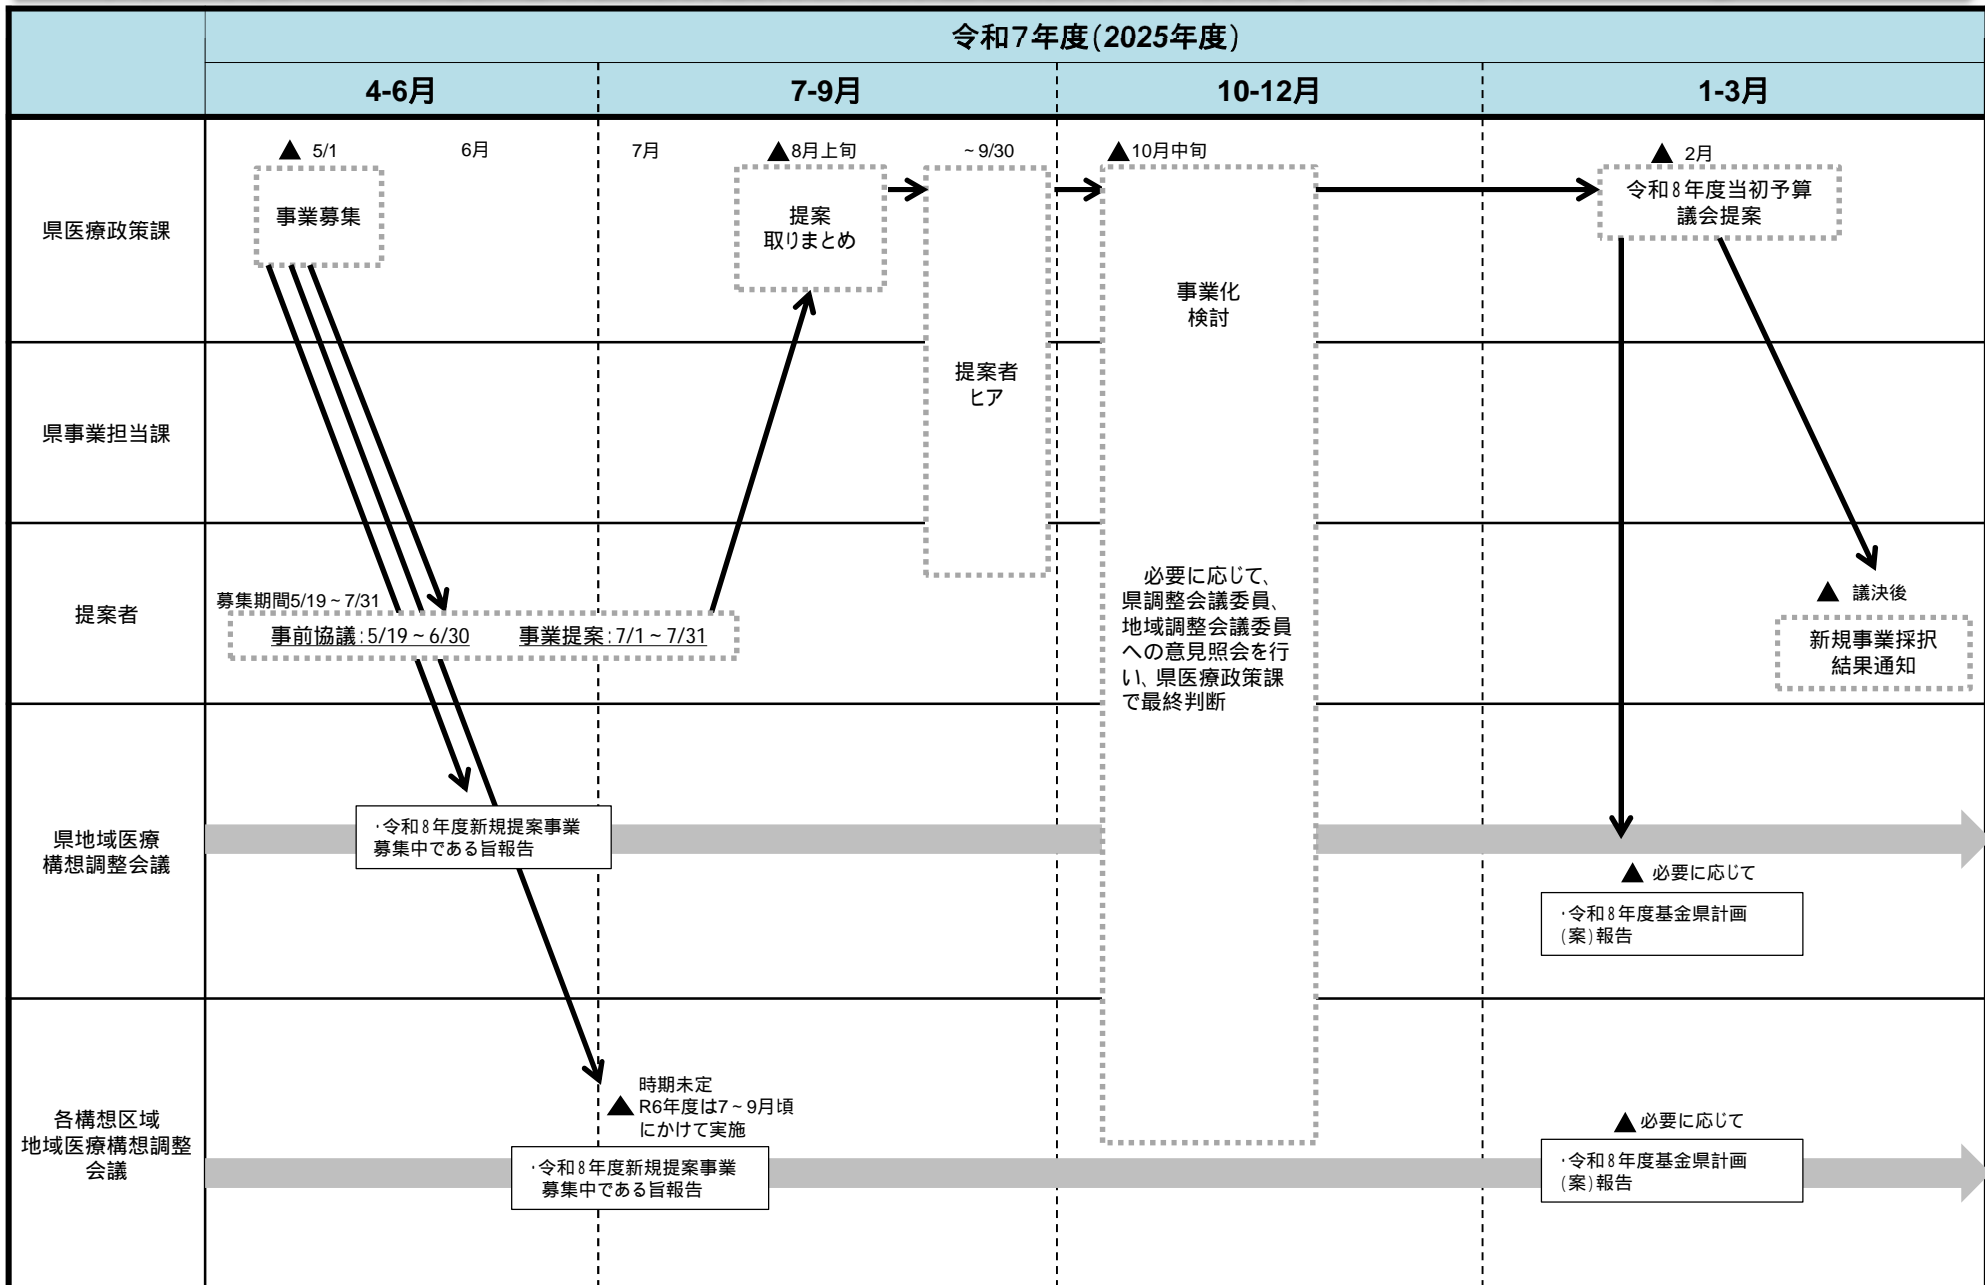 令和7年度(2025年度)
4-6月
7-9月
10-12月
1-3月
県医療政策課
▲ 5/1
6月
7月
▲8月上旬
~ 9/30
▲10月中旬
▲ 2月
事業募集
提案
取りまとめ
事業化
検討
令和8年度当初予算
議会提案
県事業担当課
提案者
ヒア
提案者
募集期間5/19~7/31
事前協議:5/19~6/30
事業提案:7/1~7/31
必要に応じて、
県調整会議委員、
地域調整会議委員
への意見照会を行
い、県医療政策課
で最終判断
▲ 議決後
新規事業採択
結果通知
県地域医療
構想調整会議
・令和8年度新規提案事業
募集中である旨報告
▲ 必要に応じて
・令和8年度基金県計画
(案)報告
各構想区域
地域医療構想調整
会議
時期未定
▲ R6年度は7~9月頃
にかけて実施
・令和8年度新規提案事業
募集中である旨報告
▲必要に応じて
・令和8年度基金県計画
(案)報告